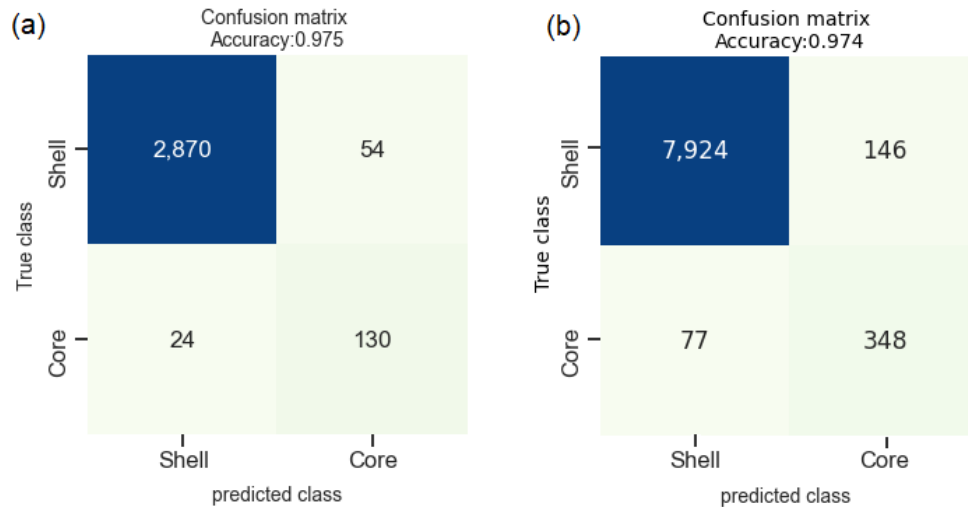 (a)
Confusion matrix
Accuracy:0.975
True class
Shell
2,870
54
Core
24
130
Shell
Core
predicted class
(b)
Confusion matrix
Accuracy:0.974
True class
Shell
7,924
146
Core
77
348
Shell
Core
predicted class